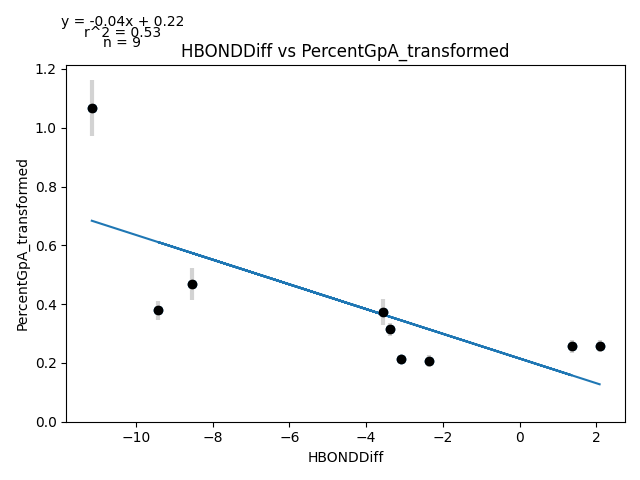 y = -0.04x + 0.22
r^2 = 0.53
n = 9
HBONDDiff vs PercentGpA_transformed
1.2
1.0
0.8
0.6
0.4
0.2
0.0
PercentGpA_transformed
−10 −8 −6 −4 −2 0 2
HBONDDiff